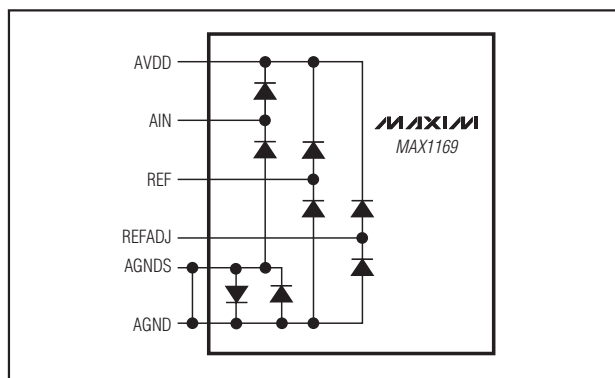 AVDD
AIN
REF
REFADJ
AGNDS
AGND
MAXIM
MAX1169